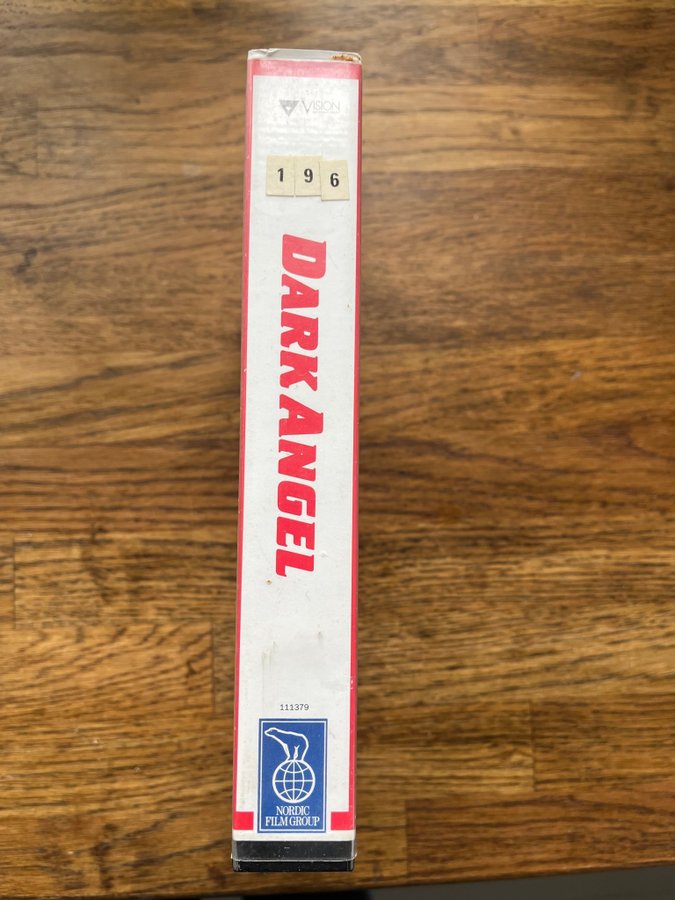 VISION
1 9 6
DARK ANGEL
111379
NORDIC
FILM GROUP